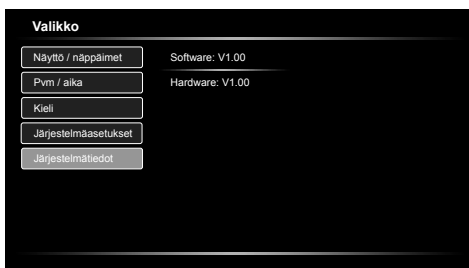 Valikko
Näyttö / näppäimet
Software: V1.00
Pvm / aika
Hardware: V1.00
Kieli
Järjestelmäasetukset
Järjestelmätiedot